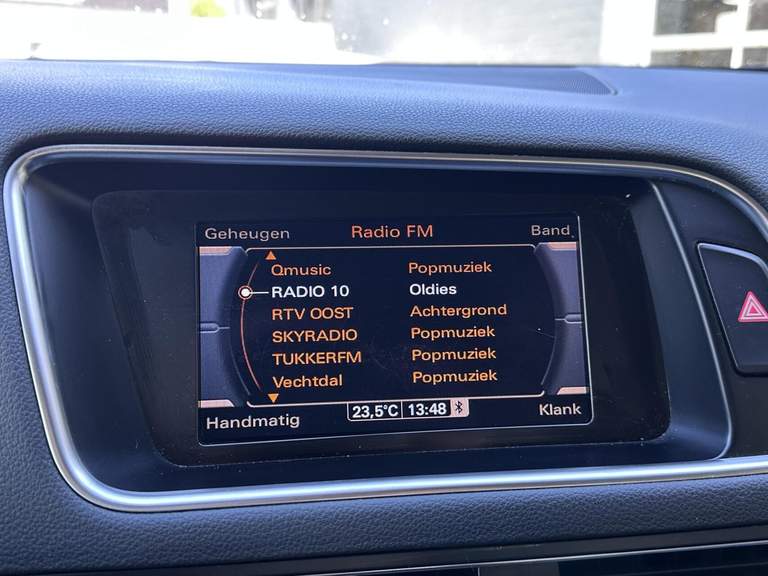 Geheugen Radio FM Band
Qmusic Popmuziek
RADIO 10 Oldies
RTV OOST Achtergrond
SKYRADIO Popmuziek
TUKKERFM Popmuziek
Vechtdal Popmuziek
Handmatig 23,5°C 13:48 Klank